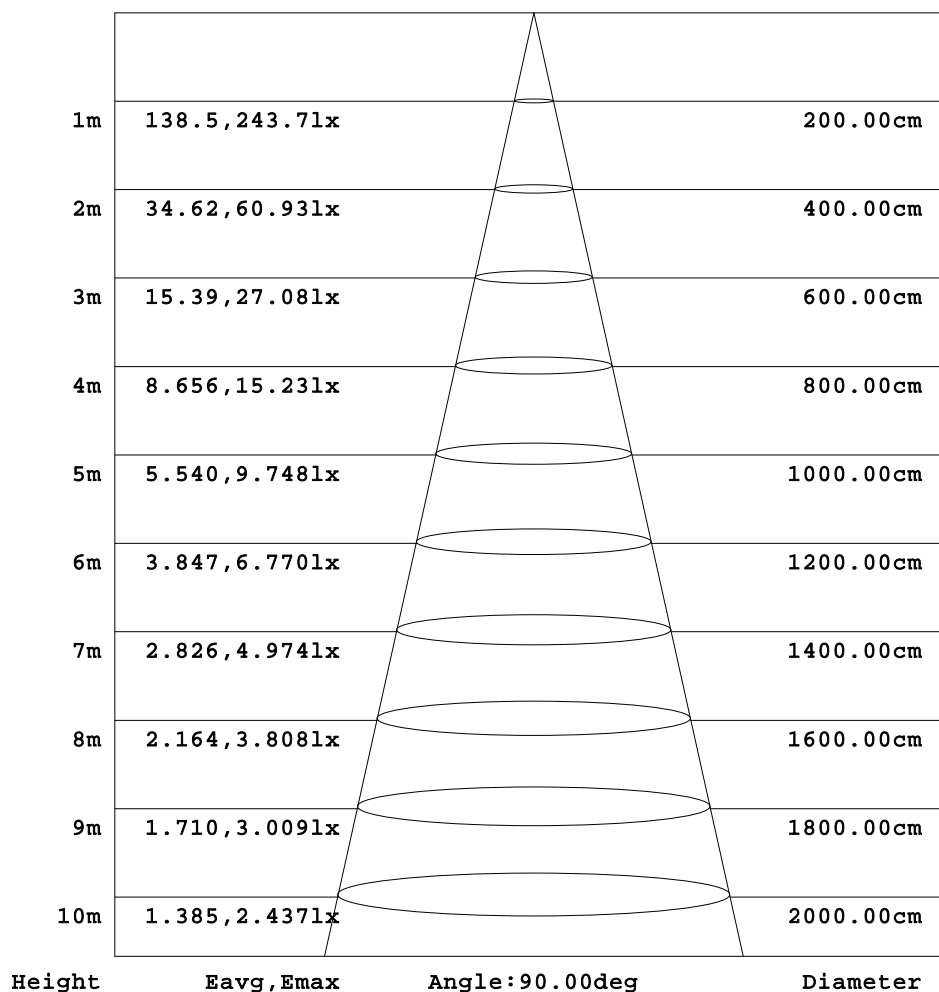 1m 138.5,243.7lx 200.00cm
2m 34.62,60.93lx 400.00cm
3m 15.39,27.08lx 600.00cm
4m 8.656,15.23lx 800.00cm
5m 5.540,9.748lx 1000.00cm
6m 3.847,6.770lx 1200.00cm
7m 2.826,4.974lx 1400.00cm
8m 2.164,3.808lx 1600.00cm
9m 1.710,3.009lx 1800.00cm
10m 1.385,2.437lx 2000.00cm
Height Eavg,Emax Angle:90.00deg Diameter